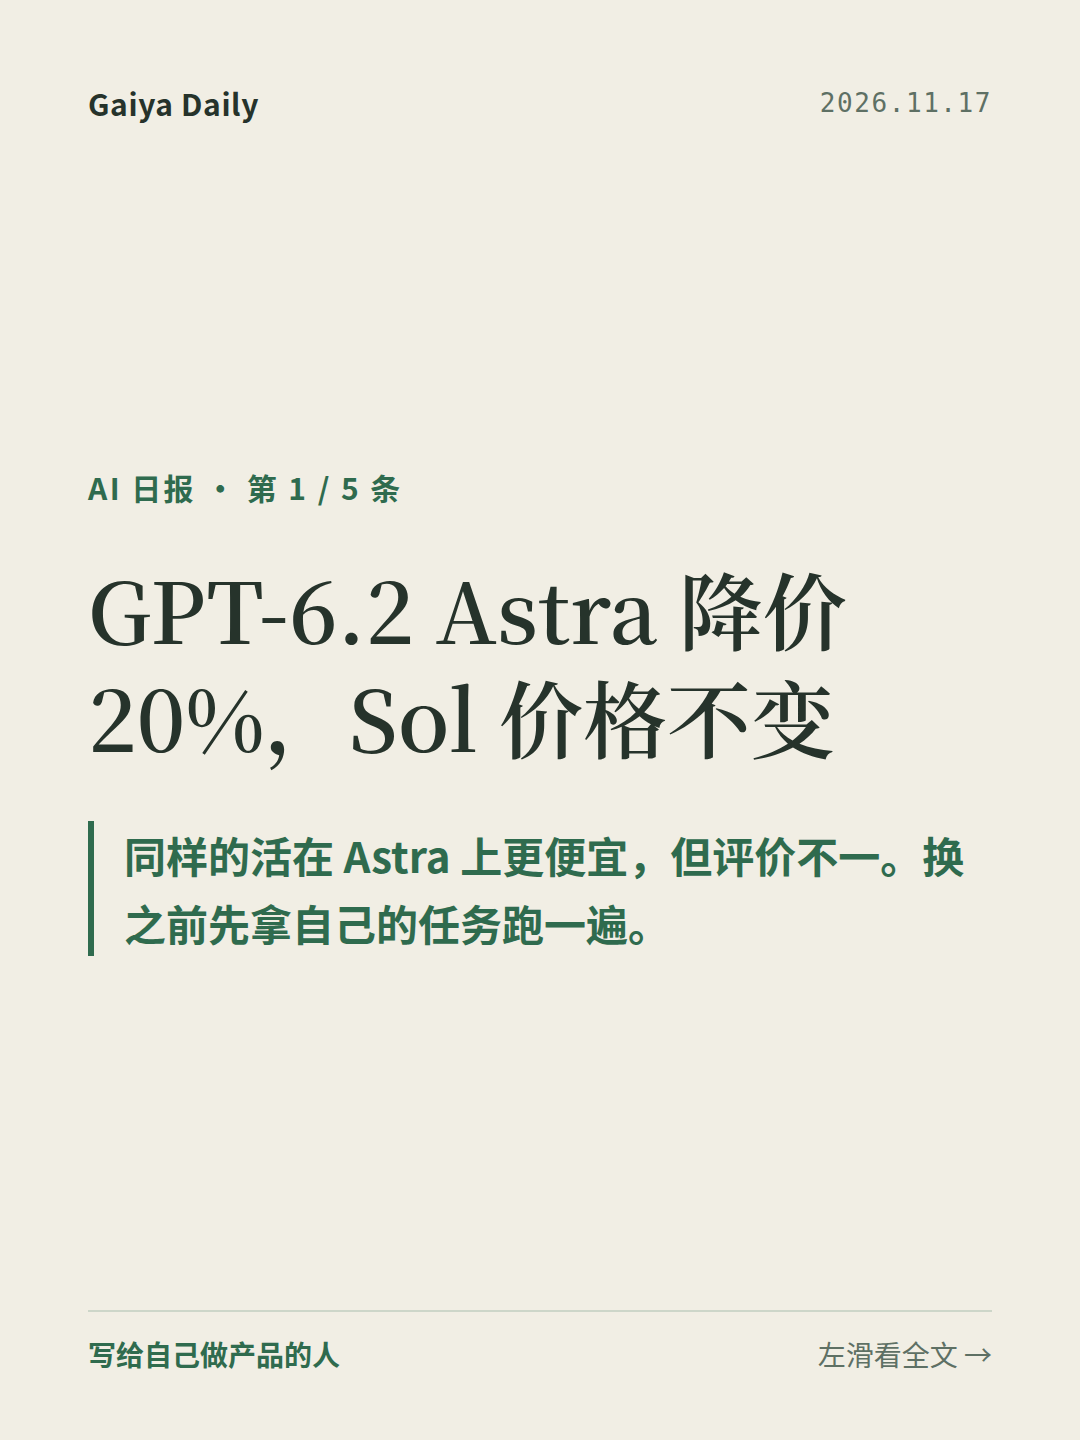 Gaiya Daily
2026.11.17
AI 日报 · 第 1 / 5 条
GPT-6.2 Astra 降价
20%，Sol 价格不变
同样的活在 Astra 上更便宜，但评价不一。换
之前先拿自己的任务跑一遍。
写给自己做产品的人
左滑看全文 →